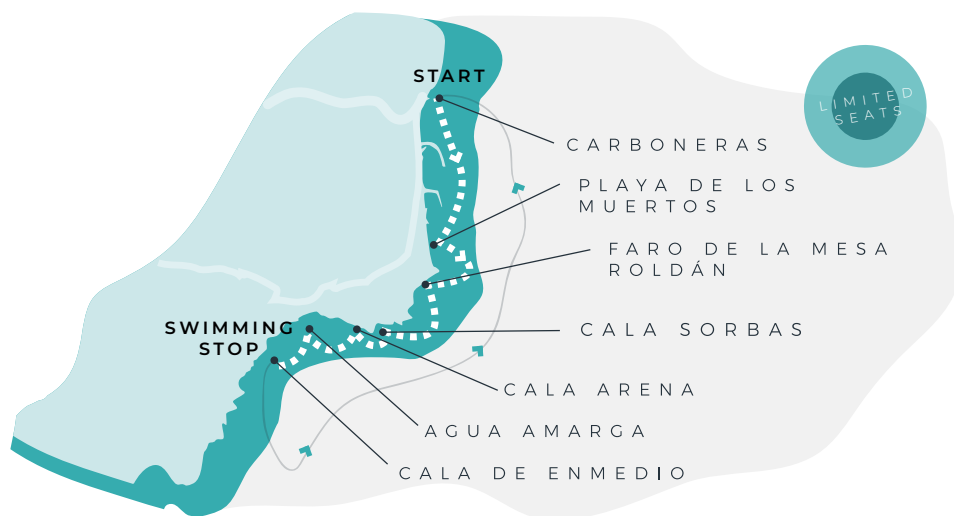 START
LIMITED
SEATS
CARBONERAS
PLAYA DE LOS
MUERTOS
FARO DE LA MESA
ROLDÁN
SWIMMING
STOP
CALA SORBAS
CALA ARENA
AGUA AMARGA
CALA DE ENMEDIO